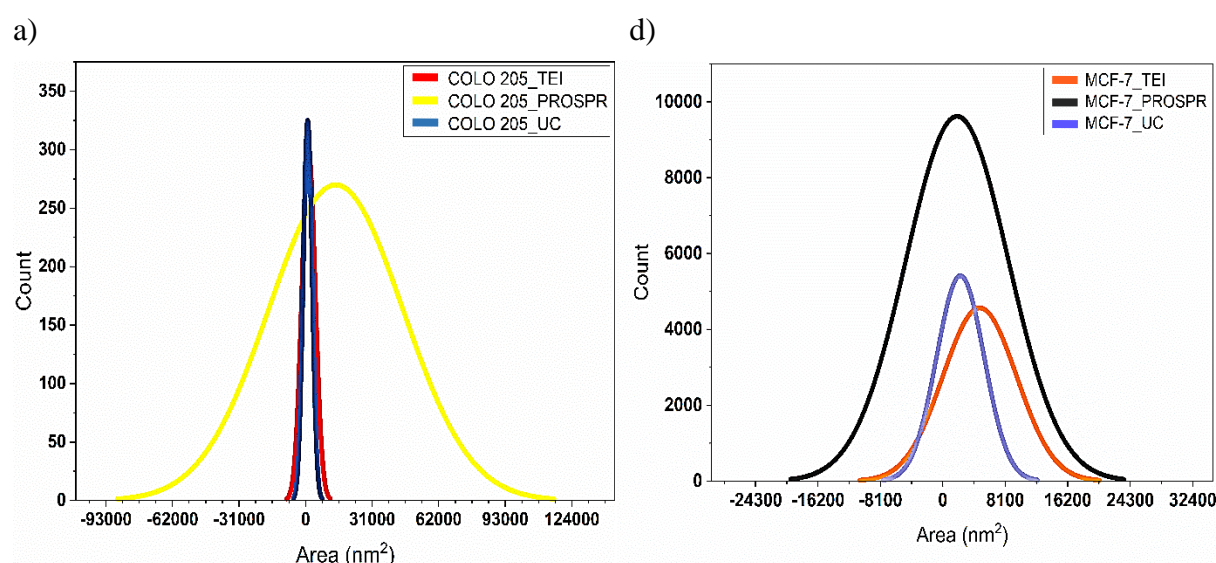 a)
COLO 205_TEI
COLO 205_PROSPR
COLO 205_UC
350
300
250
200
150
100
50
0
Count
-93000 -62000 -31000 0 31000 62000 93000 124000
Area (nm²)
d)
MCF-7_TEI
MCF-7_PROSPR
MCF-7_UC
10000
8000
6000
4000
2000
0
Count
-24300 -16200 -8100 0 8100 16200 24300 32400
Area (nm²)